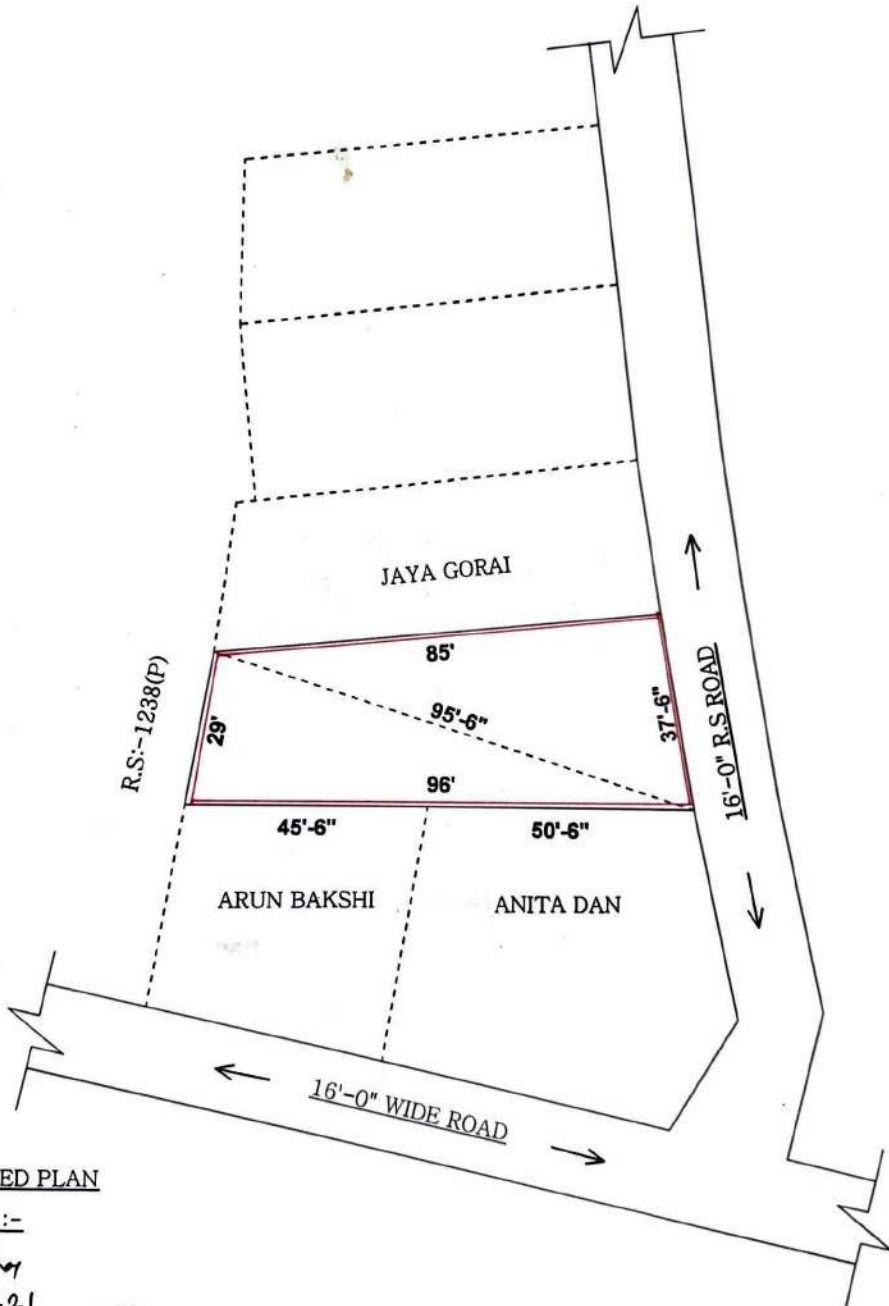 JAYA GORAI
85'
R.S:-1238(P)
29'
95'-6"
37'-6"
16'-0" R.S ROAD
96'
45'-6"
50'-6"
ARUN BAKSHI
ANITA DAN
16'-0" WIDE ROAD
ED PLAN
:-